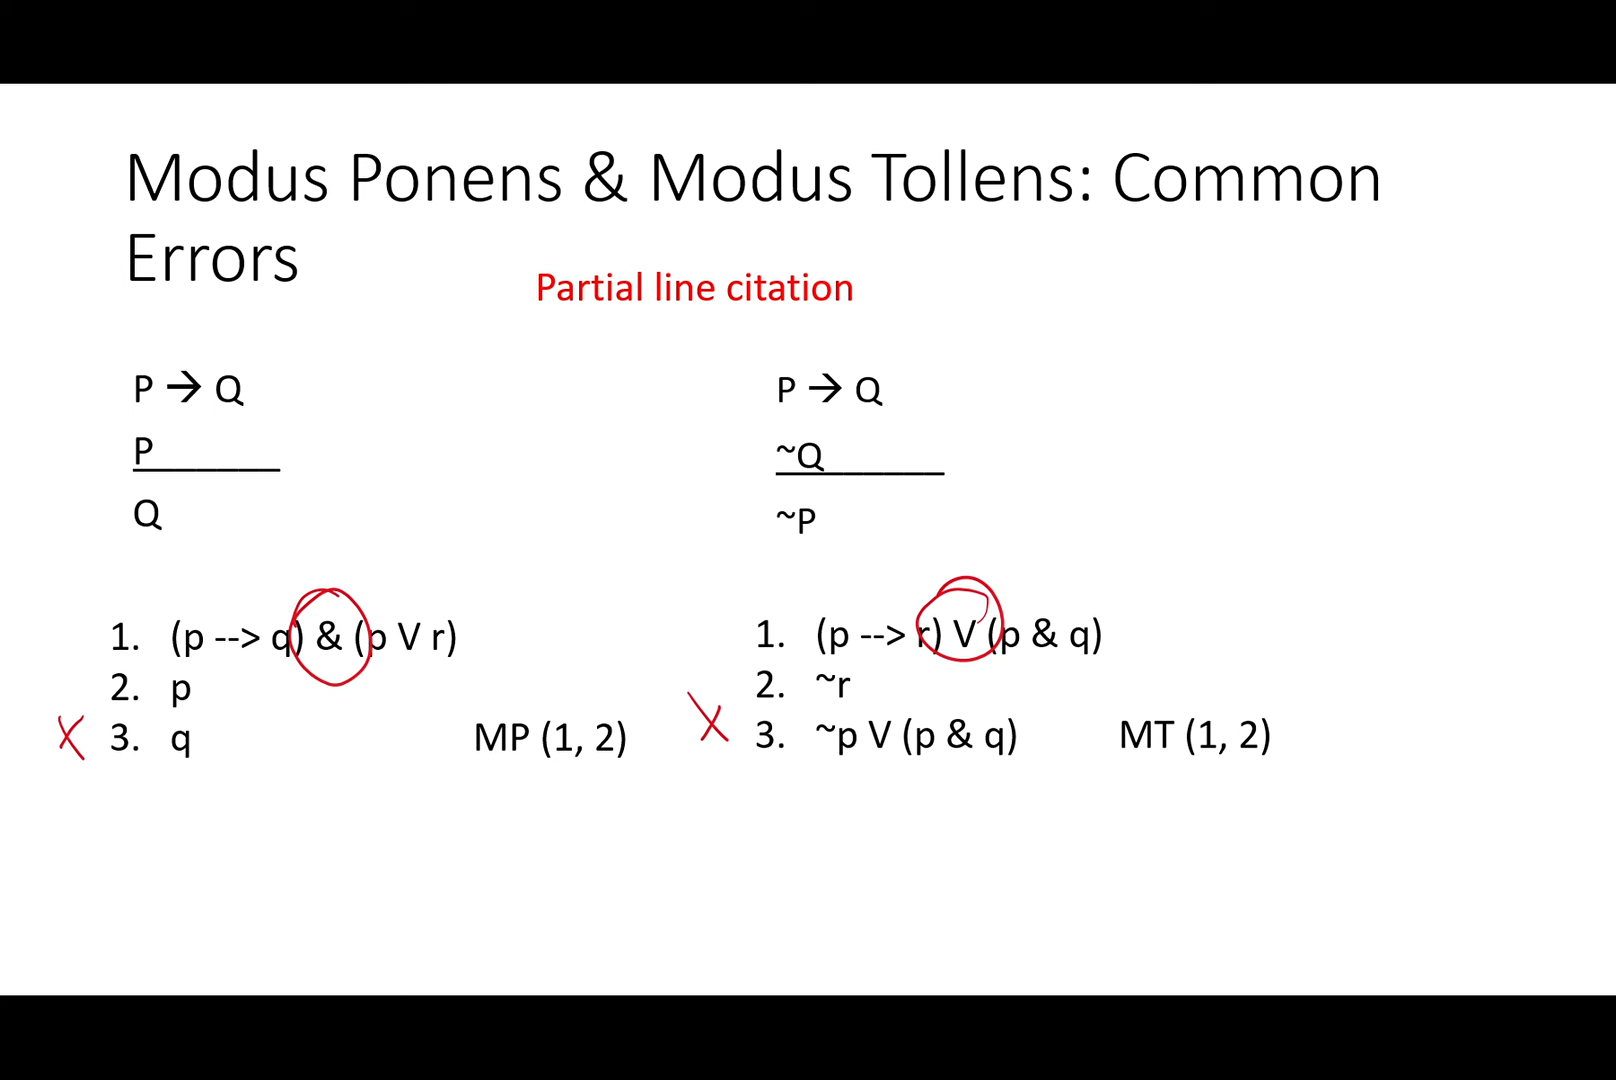 Modus Ponens & Modus Tollens: Common
Errors
Partial line citation
P → Q
P
Q
P → Q
~Q
~P
1. (p --> q) & (p V r)
2. p
3. q MP (1, 2)
1. (p --> r) V (p & q)
2. ~r
3. ~p V (p & q) MT (1, 2)